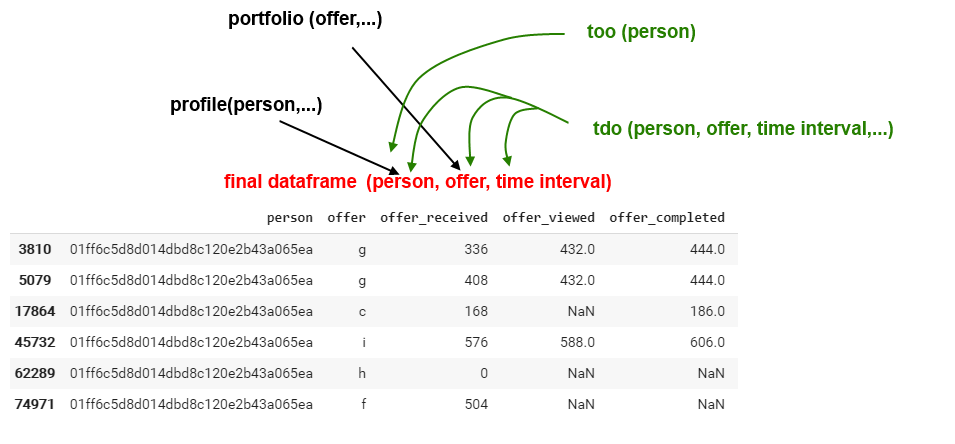 portfolio (offer,...)
too (person)
profile(person,...)
tdo (person, offer, time interval,...)
final dataframe (person, offer, time interval)
person offer offer_received offer_viewed offer_completed
3810 01ff6c5d8d014dbd8c120e2b43a065ea g 336 432.0 444.0
5079 01ff6c5d8d014dbd8c120e2b43a065ea g 408 432.0 444.0
17864 01ff6c5d8d014dbd8c120e2b43a065ea c 168 NaN 186.0
45732 01ff6c5d8d014dbd8c120e2b43a065ea i 576 588.0 606.0
62289 01ff6c5d8d014dbd8c120e2b43a065ea h 0 NaN NaN
74971 01ff6c5d8d014dbd8c120e2b43a065ea f 504 NaN NaN